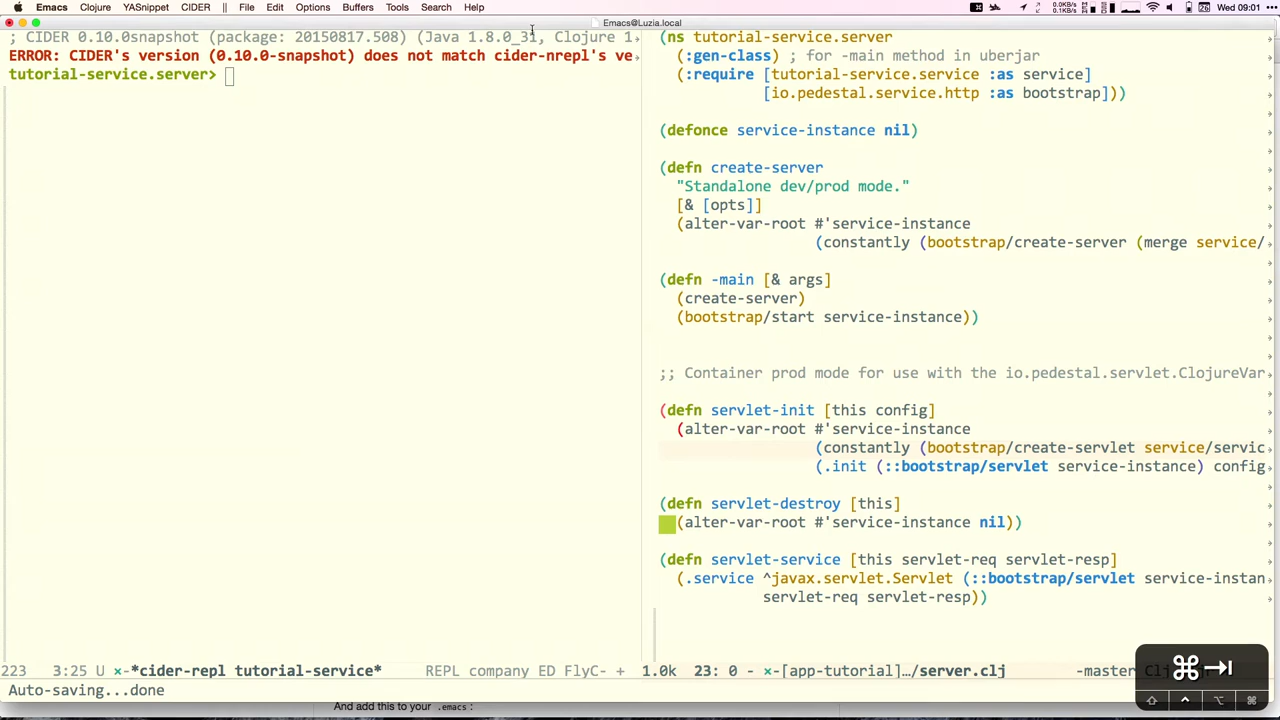 Emacs Clojure YASnippet CIDER || File Edit Options Buffers Tools Search Help 0.0KB/s 0.1KB/s Wed 09:01
Emacs@Luzia.local
; CIDER 0.10.0snapshot (package: 20150817.508) (Java 1.8.0_31, Clojure 1
ERROR: CIDER's version (0.10.0-snapshot) does not match cider-nrepl's ve
tutorial-service.server>
(ns tutorial-service.server
(:gen-class) ; for -main method in uberjar
(:require [tutorial-service.service :as service]
[io.pedestal.service.http :as bootstrap]))
(defonce service-instance nil)
(defn create-server
"Standalone dev/prod mode."
[& [opts]]
(alter-var-root #'service-instance
(constantly (bootstrap/create-server (merge service/
(defn -main [& args]
(create-server)
(bootstrap/start service-instance))
;; Container prod mode for use with the io.pedestal.servlet.ClojureVar
(defn servlet-init [this config]
(alter-var-root #'service-instance
(constantly (bootstrap/create-servlet service/servic
(.init (::bootstrap/servlet service-instance) config
(defn servlet-destroy [this]
(alter-var-root #'service-instance nil))
(defn servlet-service [this servlet-req servlet-resp]
(.service ^javax.servlet.Servlet (::bootstrap/servlet service-instan
servlet-req servlet-resp))
223 3:25 U ×-*cider-repl tutorial-service* REPL company ED FlyC- +
1.0k 23: 0 - ×-[app-tutorial]…/server.clj -master Clj
Auto-saving...done
⌘⇥
⇧ ⌃ ⌥ ⌘
And add this to your .emacs :